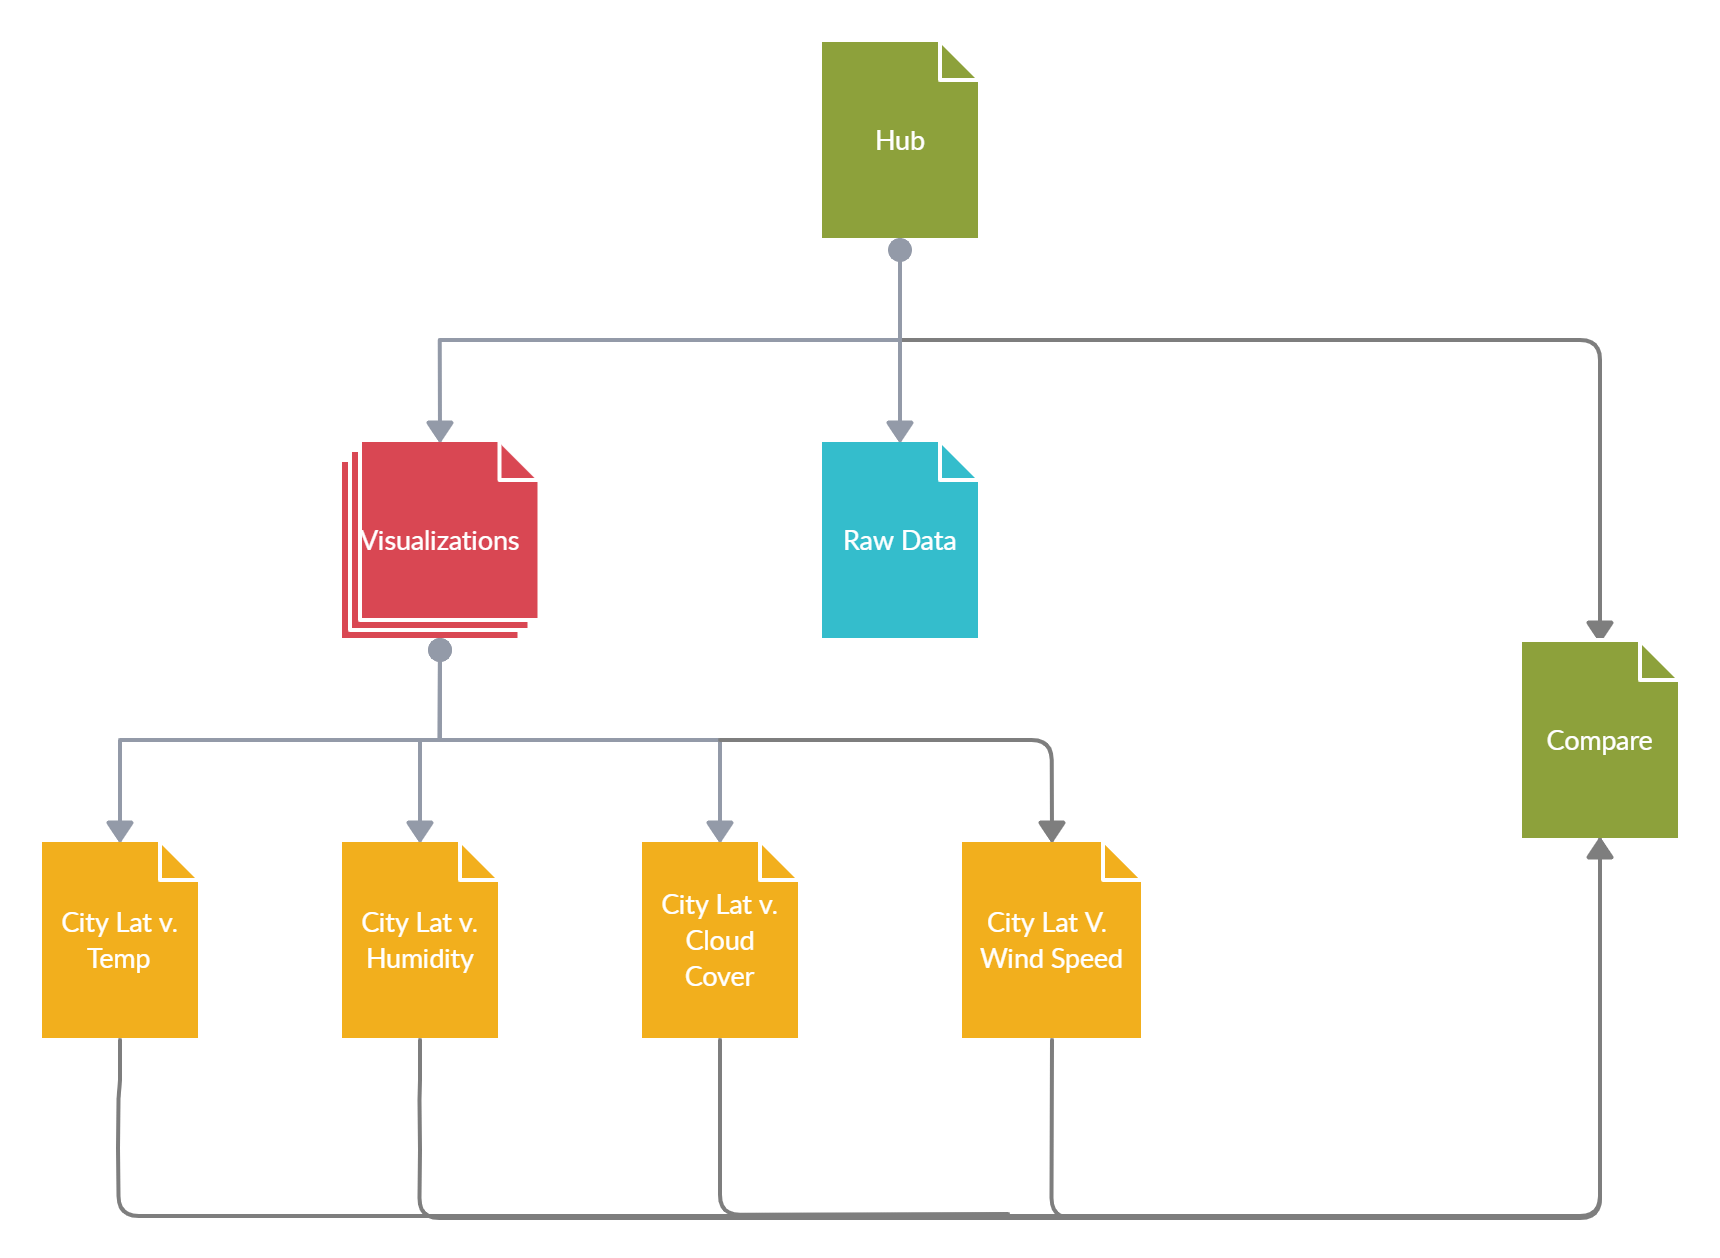 Hub
Visualizations
Raw Data
Compare
City Lat v.
Temp
City Lat v.
Humidity
City Lat v.
Cloud
Cover
City Lat V.
Wind Speed